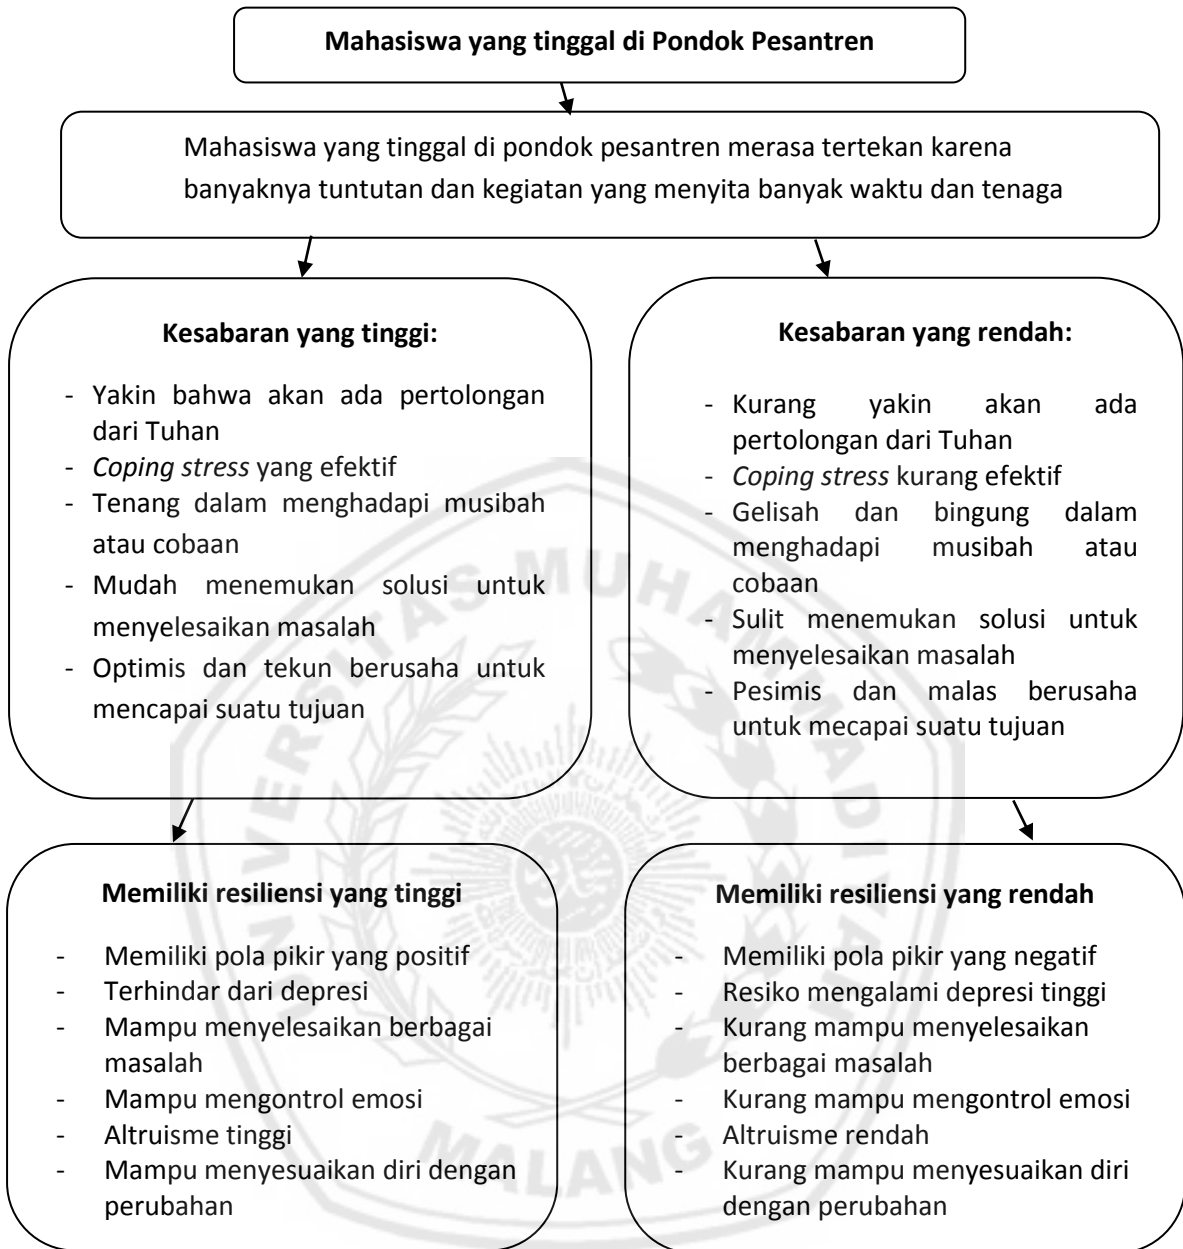 Mahasiswa yang tinggal di Pondok Pesantren
Mahasiswa yang tinggal di pondok pesantren merasa tertekan karena
banyaknya tuntutan dan kegiatan yang menyita banyak waktu dan tenaga
Kesabaran yang tinggi:
- Yakin bahwa akan ada pertolongan
dari Tuhan
- Coping stress yang efektif
- Tenang dalam menghadapi musibah
atau cobaan
- Mudah menemukan solusi untuk
menyelesaikan masalah
- Optimis dan tekun berusaha untuk
mencapai suatu tujuan
Kesabaran yang rendah:
- Kurang yakin akan ada
pertolongan dari Tuhan
- Coping stress kurang efektif
- Gelisah dan bingung dalam
menghadapi musibah atau
cobaan
- Sulit menemukan solusi untuk
menyelesaikan masalah
- Pesimis dan malas berusaha
untuk mecapai suatu tujuan
Memiliki resiliensi yang tinggi
- Memiliki pola pikir yang positif
- Terhindar dari depresi
- Mampu menyelesaikan berbagai
masalah
- Mampu mengontrol emosi
- Altruisme tinggi
- Mampu menyesuaikan diri dengan
perubahan
Memiliki resiliensi yang rendah
- Memiliki pola pikir yang negatif
- Resiko mengalami depresi tinggi
- Kurang mampu menyelesaikan
berbagai masalah
- Kurang mampu mengontrol emosi
- Altruisme rendah
- Kurang mampu menyesuaikan diri
dengan perubahan
UNIVERSITAS MUHAMMADIYAH
MALANG